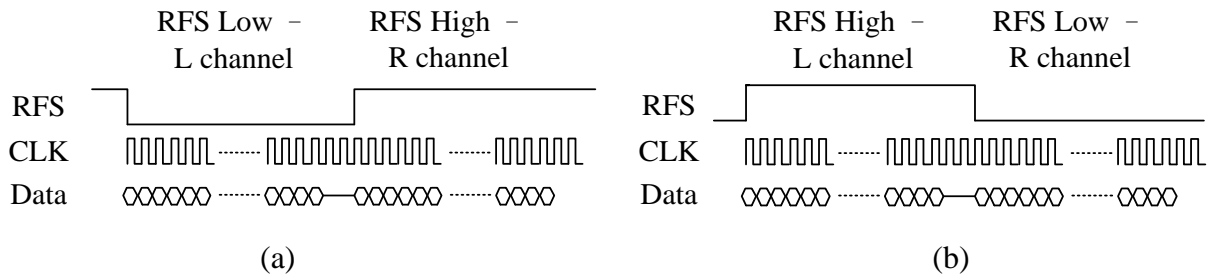 RFS Low -
L channel
RFS High -
R channel
RFS
CLK
Data
(a)
RFS High -
L channel
RFS Low -
R channel
RFS
CLK
Data
(b)